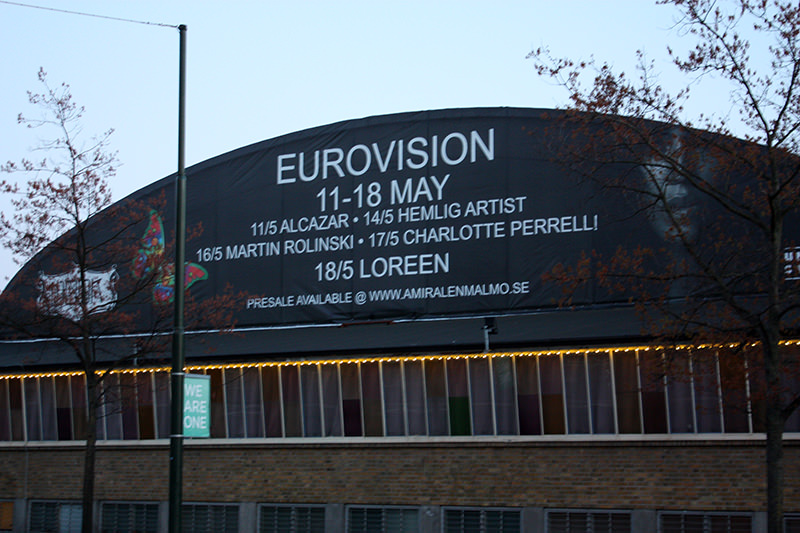 EUROVISION
11-18 MAY
11/5 ALCAZAR • 14/5 HEMLIG ARTIST
16/5 MARTIN ROLINSKI • 17/5 CHARLOTTE PERRELLI
18/5 LOREEN
PRESALE AVAILABLE @ WWW.AMIRALENMALMO.SE
WE
ARE
ONE